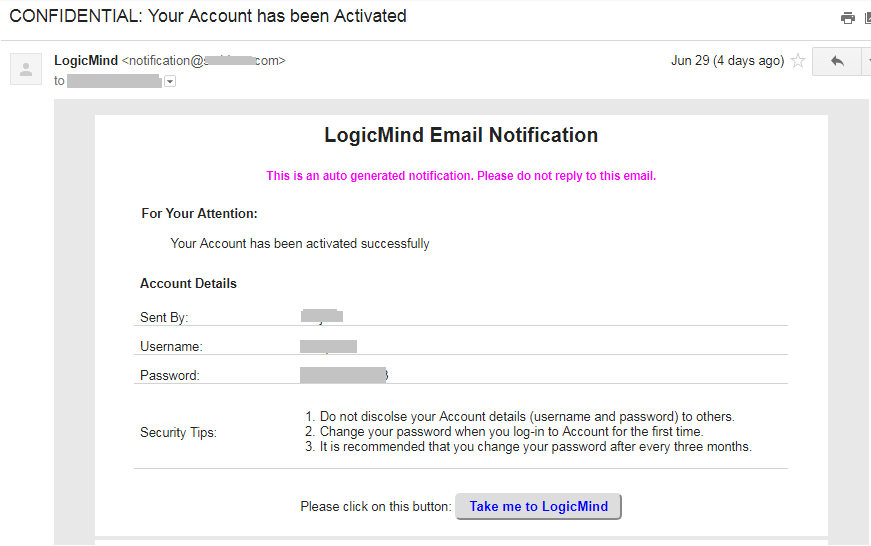 CONFIDENTIAL: Your Account has been Activated
LogicMind <notification@ com>
Jun 29 (4 days ago)
to
LogicMind Email Notification
This is an auto generated notification. Please do not reply to this email.
For Your Attention:
Your Account has been activated successfully
Account Details
Sent By:
Username:
Password:
Security Tips:
1. Do not discolse your Account details (username and password) to others.
2. Change your password when you log-in to Account for the first time.
3. It is recommended that you change your password after every three months.
Please click on this button: Take me to LogicMind